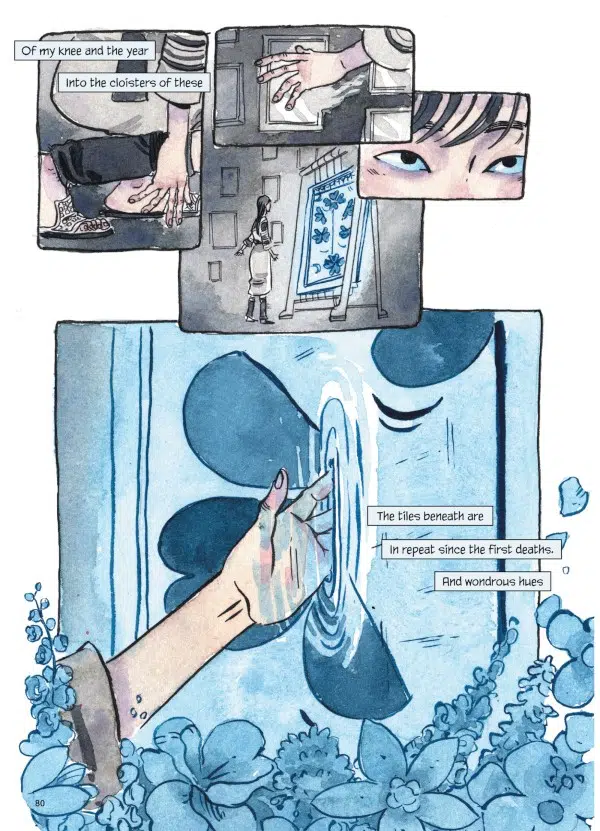 Of my knee and the year
Into the cloisters of these
The tiles beneath are
In repeat since the first deaths.
And wondrous hues
80